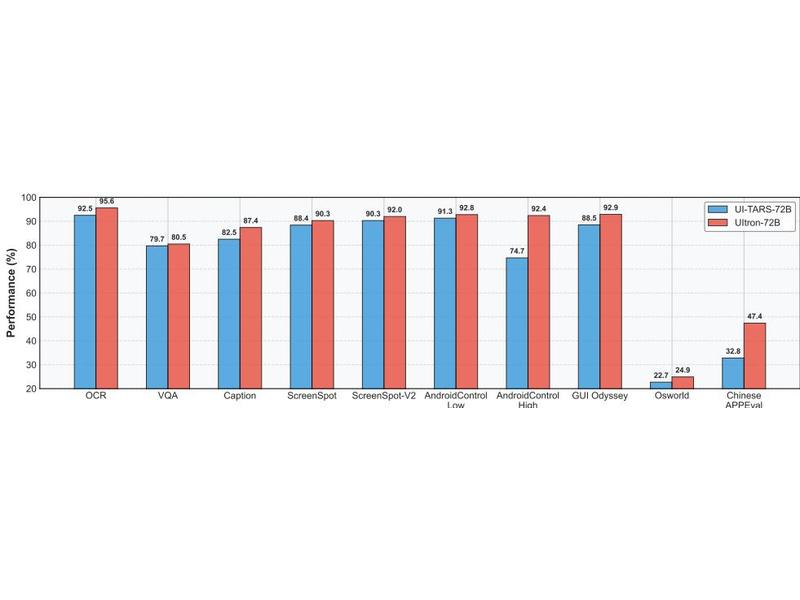 100
90
80
70
60
50
40
30
20
Performance (%)
92.5 95.6
79.7 80.5
82.5 87.4
88.4 90.3
90.3 92.0
91.3 92.8
74.7 92.4
88.5 92.9
22.7 24.9
32.8 47.4
UI-TARS-72B
UItron-72B
OCR
VQA
Caption
ScreenSpot
ScreenSpot-V2
AndroidControl
Low
AndroidControl
High
GUI Odyssey
Osworld
Chinese
APPEval